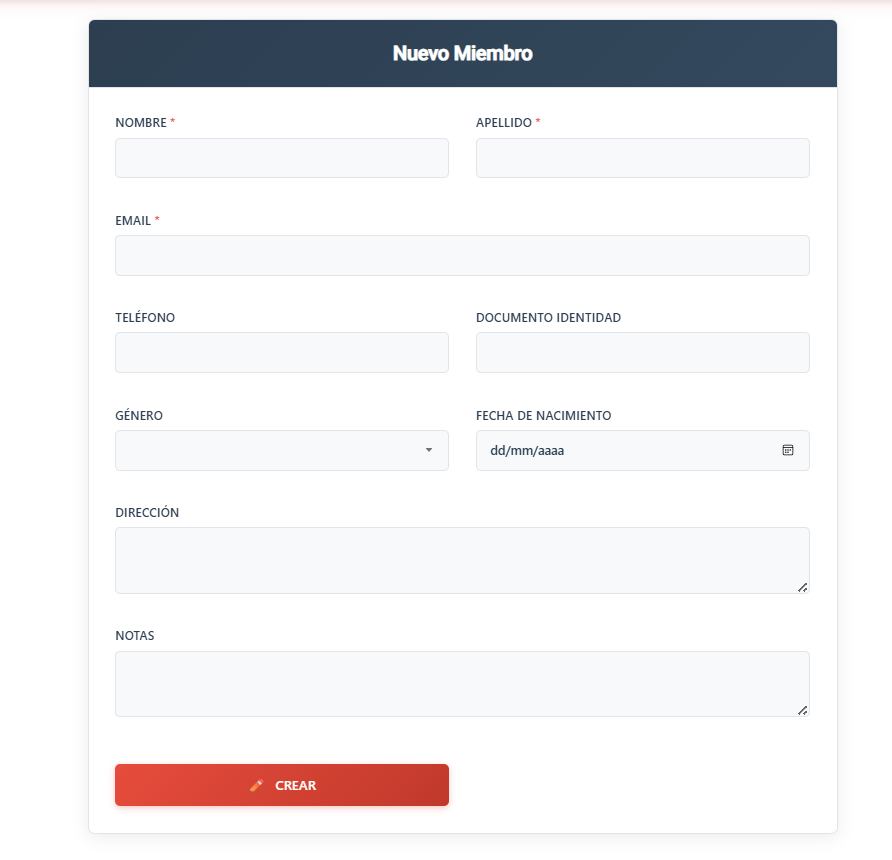 Nuevo Miembro
NOMBRE * APELLIDO *
EMAIL *
TELÉFONO DOCUMENTO IDENTIDAD
GÉNERO FECHA DE NACIMIENTO
dd/mm/aaaa
DIRECCIÓN
NOTAS
CREAR